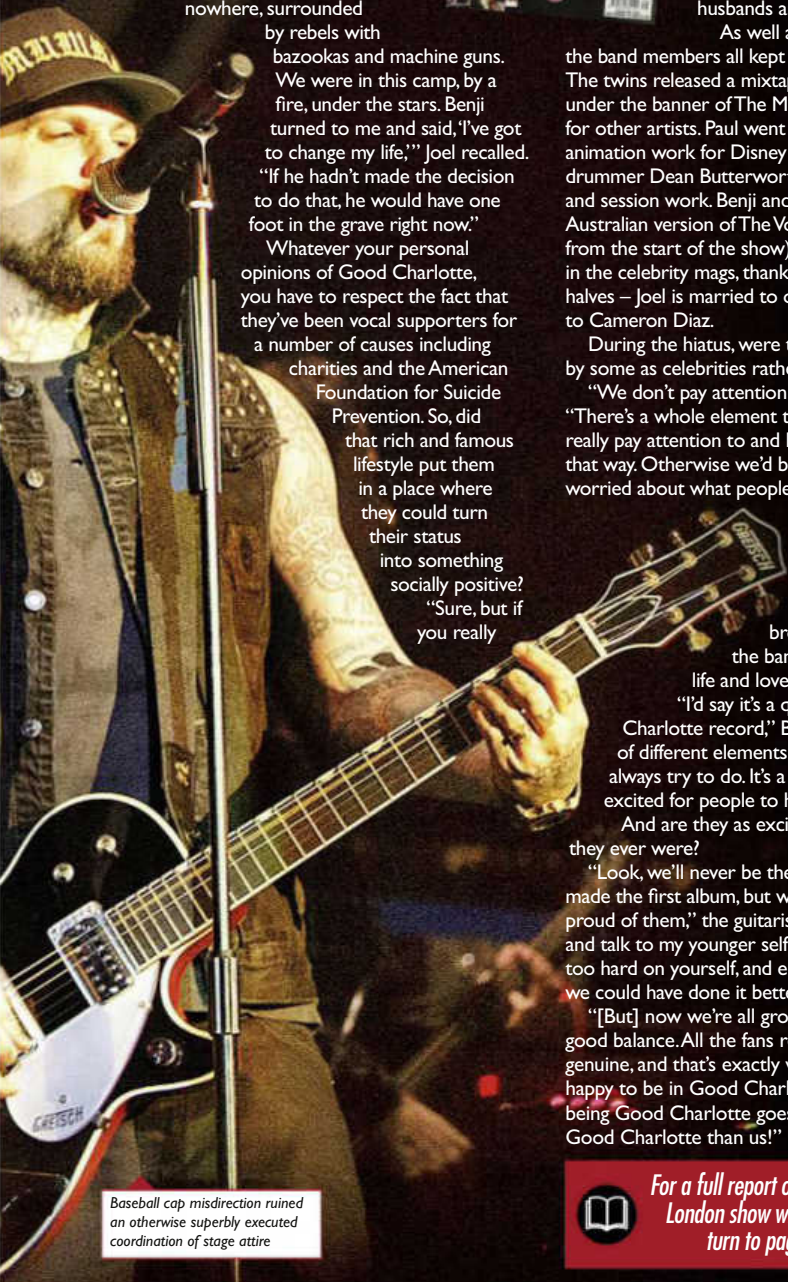 nowhere, surrounded
by rebels with
bazookas and machine guns.
We were in this camp, by a
fire, under the stars. Benji
turned to me and said, ‘I’ve got
to change my life,’” Joel recalled.
“If he hadn’t made the decision
to do that, he would have one
foot in the grave right now.”
Whatever your personal
opinions of Good Charlotte,
you have to respect the fact that
they’ve been vocal supporters for
a number of causes including
charities and the American
Foundation for Suicide
Prevention. So, did
that rich and famous
lifestyle put them
in a place where
they could turn
their status
into something
socially positive?
“Sure, but if
you really
husbands a
As well a
the band members all kept
The twins released a mixta
under the banner of The M
for other artists. Paul went
animation work for Disney
drummer Dean Butterwor
and session work. Benji and
Australian version of The Vo
from the start of the show)
in the celebrity mags, thank
halves – Joel is married to
to Cameron Diaz.
During the hiatus, were t
by some as celebrities rath
“We don’t pay attention
“There’s a whole element t
really pay attention to and
that way. Otherwise we’d b
worried about what people
br
the ban
life and love
“I’d say it’s a
Charlotte record,” B
of different elements
always try to do. It’s a
excited for people to h
And are they as exci
they ever were?
“Look, we’ll never be the
made the first album, but w
proud of them,” the guitaris
and talk to my younger self
too hard on yourself, and e
we could have done it bett
“[But] now we’re all gro
good balance. All the fans r
genuine, and that’s exactly
happy to be in Good Charl
being Good Charlotte goes
Good Charlotte than us!”
GRETSCH
GRETSCH
Baseball cap misdirection ruined
an otherwise superbly executed
coordination of stage attire
For a full report o
London show w
turn to pag